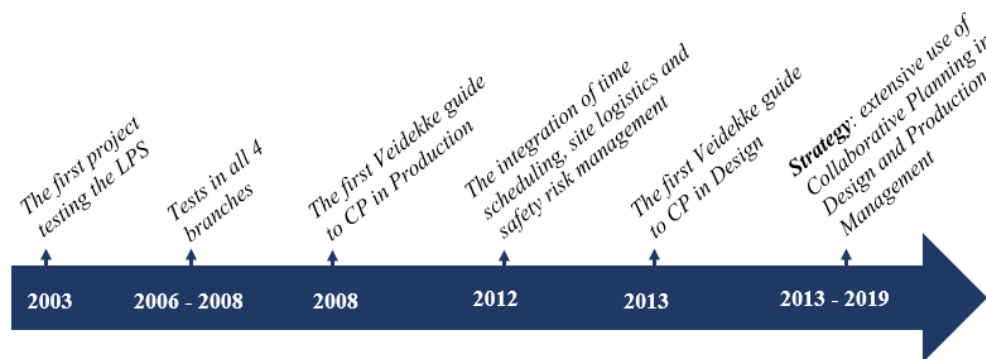 The first project
testing the LPS
Tests in all 4
branches
The first Veidekke guide
to CP in Production
The integration of time
scheduling, site logistics and
safety risk management
The first Veidekke guide
to CP in Design
Strategy: extensive use of
Collaborative Planning in
Design and Production
Management
2003
2006 - 2008
2008
2012
2013
2013 - 2019